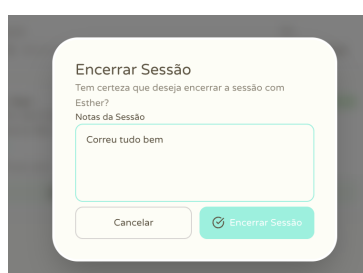 Encerrar Sessão
Tem certeza que deseja encerrar a sessão com
Esther?
Notas da Sessão
Correu tudo bem
Cancelar
Encerrar Sessão